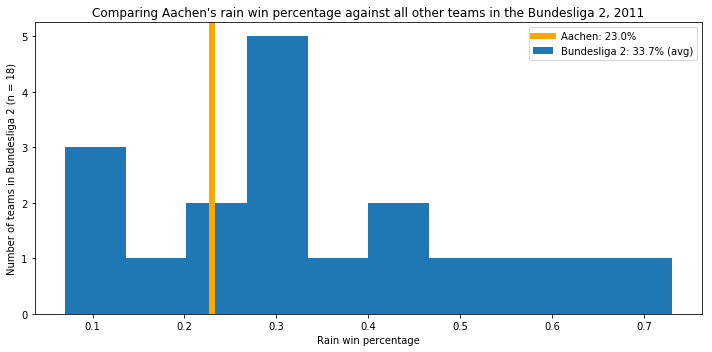 Comparing Aachen's rain win percentage against all other teams in the Bundesliga 2, 2011
Aachen: 23.0%
Bundesliga 2: 33.7% (avg)
Number of teams in Bundesliga 2 (n = 18)
5
4
3
2
1
0
0.1 0.2 0.3 0.4 0.5 0.6 0.7
Rain win percentage